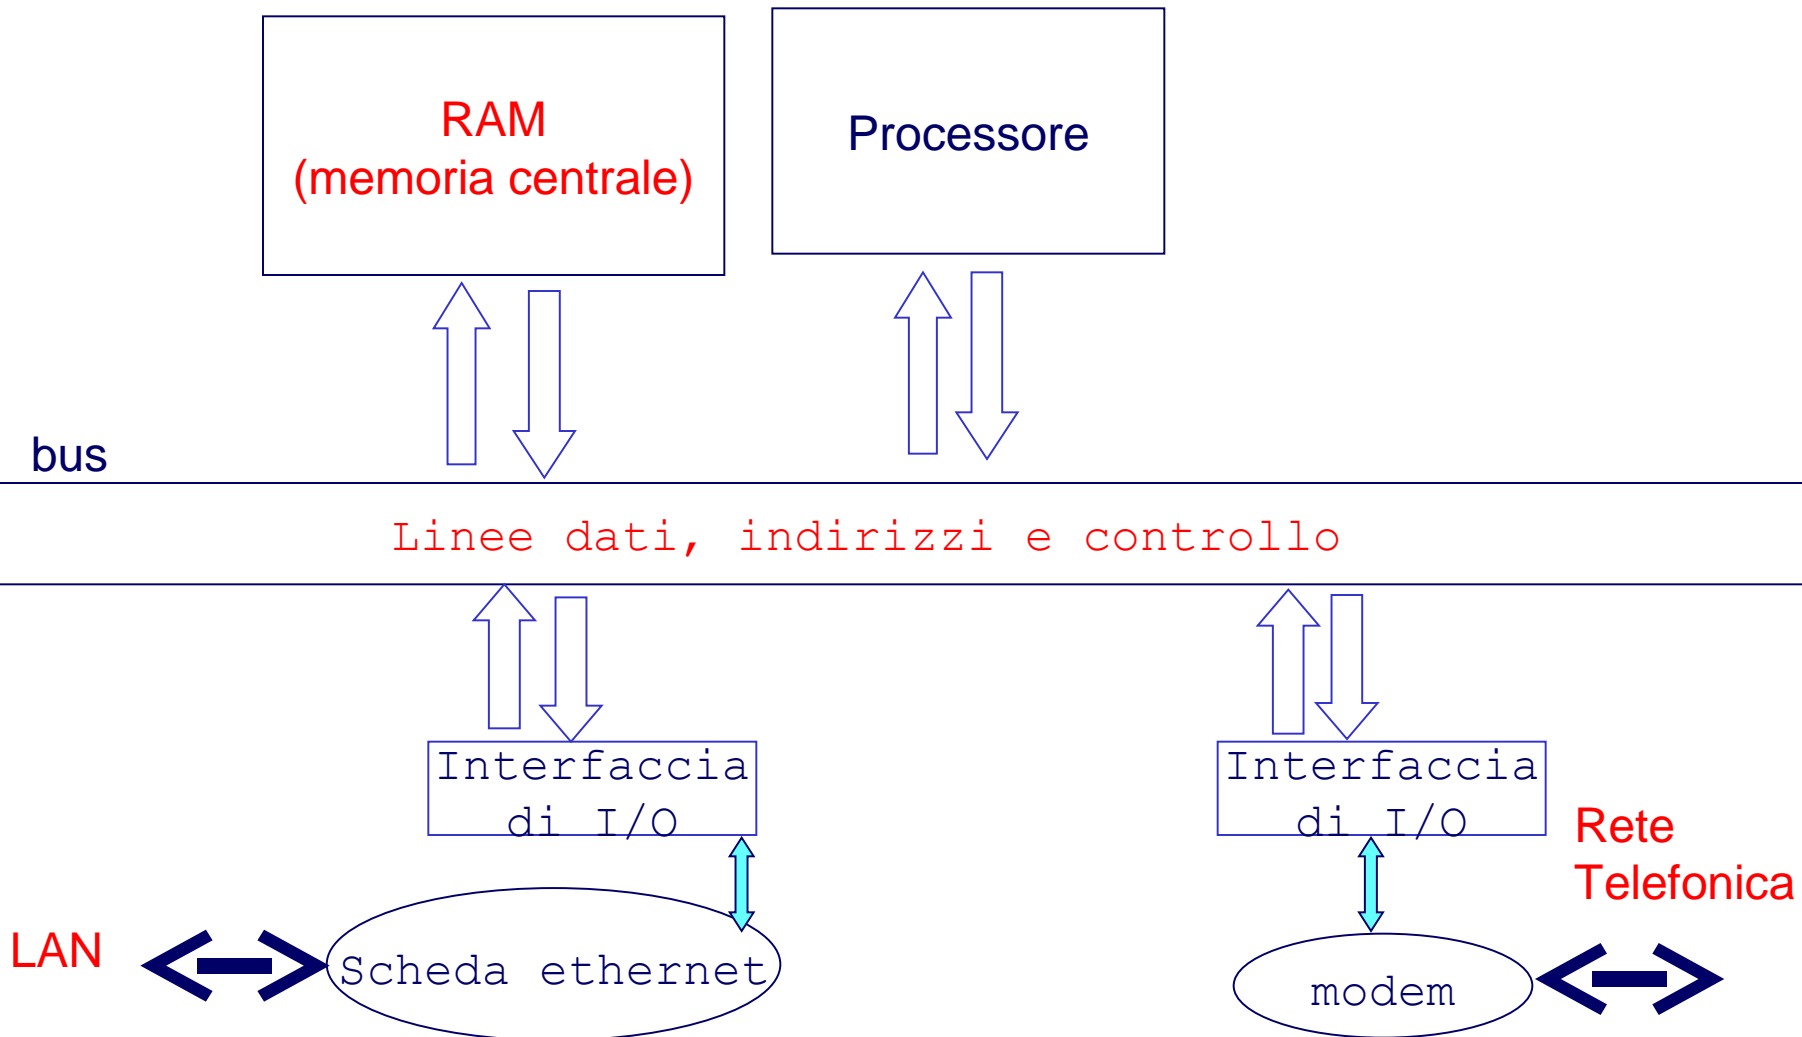 RAM
(memoria centrale)
Processore
bus
Linee dati, indirizzi e controllo
Interfaccia
di I/O
Interfaccia
di I/O
Rete
Telefonica
LAN
Scheda ethernet
modem